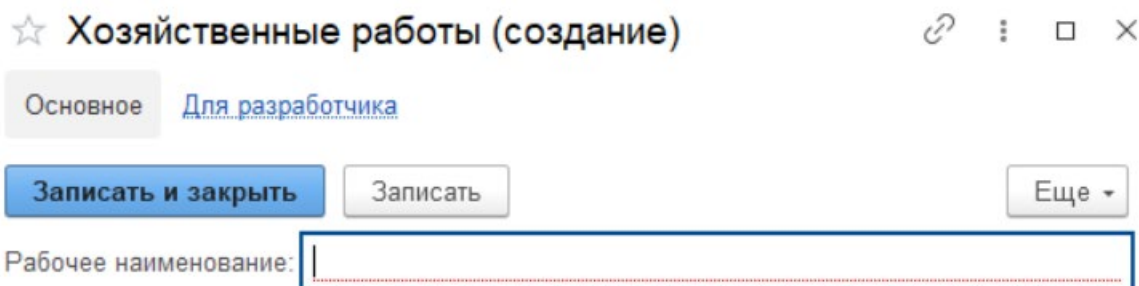 Хозяйственные работы (создание)
Основное Для разработчика
Записать и закрыть Записать Еще
Рабочее наименование: